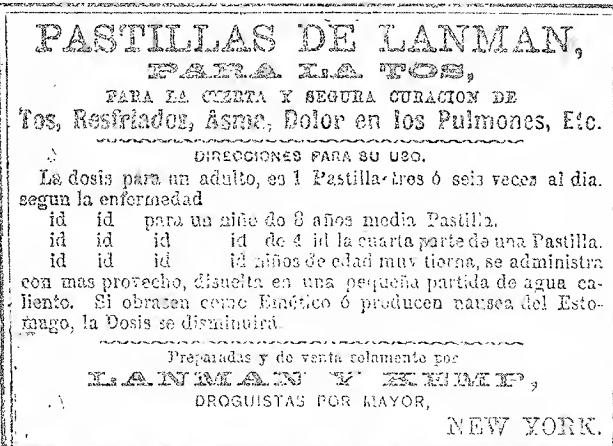 PASTILLAS DE LANMAN,
PARA LA TOS,
PARA LA CIERTA Y SEGURA CURACION DE
Tos, Resfriados, Asma, Dolor en los Pulmones, Etc.
DIRECCIONES PARA SU USO.
La dosis para un adulto, es 1 Pastilla tres ó seis veces al dia.
segun la enfermedad
id id para un niño de 8 años media Pastilla.
id id id id de 4 id la cuarta parte de una Pastilla.
id id id id niños de edad muy tierna, se administra
con mas provecho, disuelta en una pequeña partida de agua ca-
liento. Si obrasen como Emético ó producen nausea del Esto-
mago, la Dosis se disminuirá.
Preparadas y de venta solamente por
LANMAN Y KEMP,
DROGUISTAS POR MAYOR,
NEW YORK.